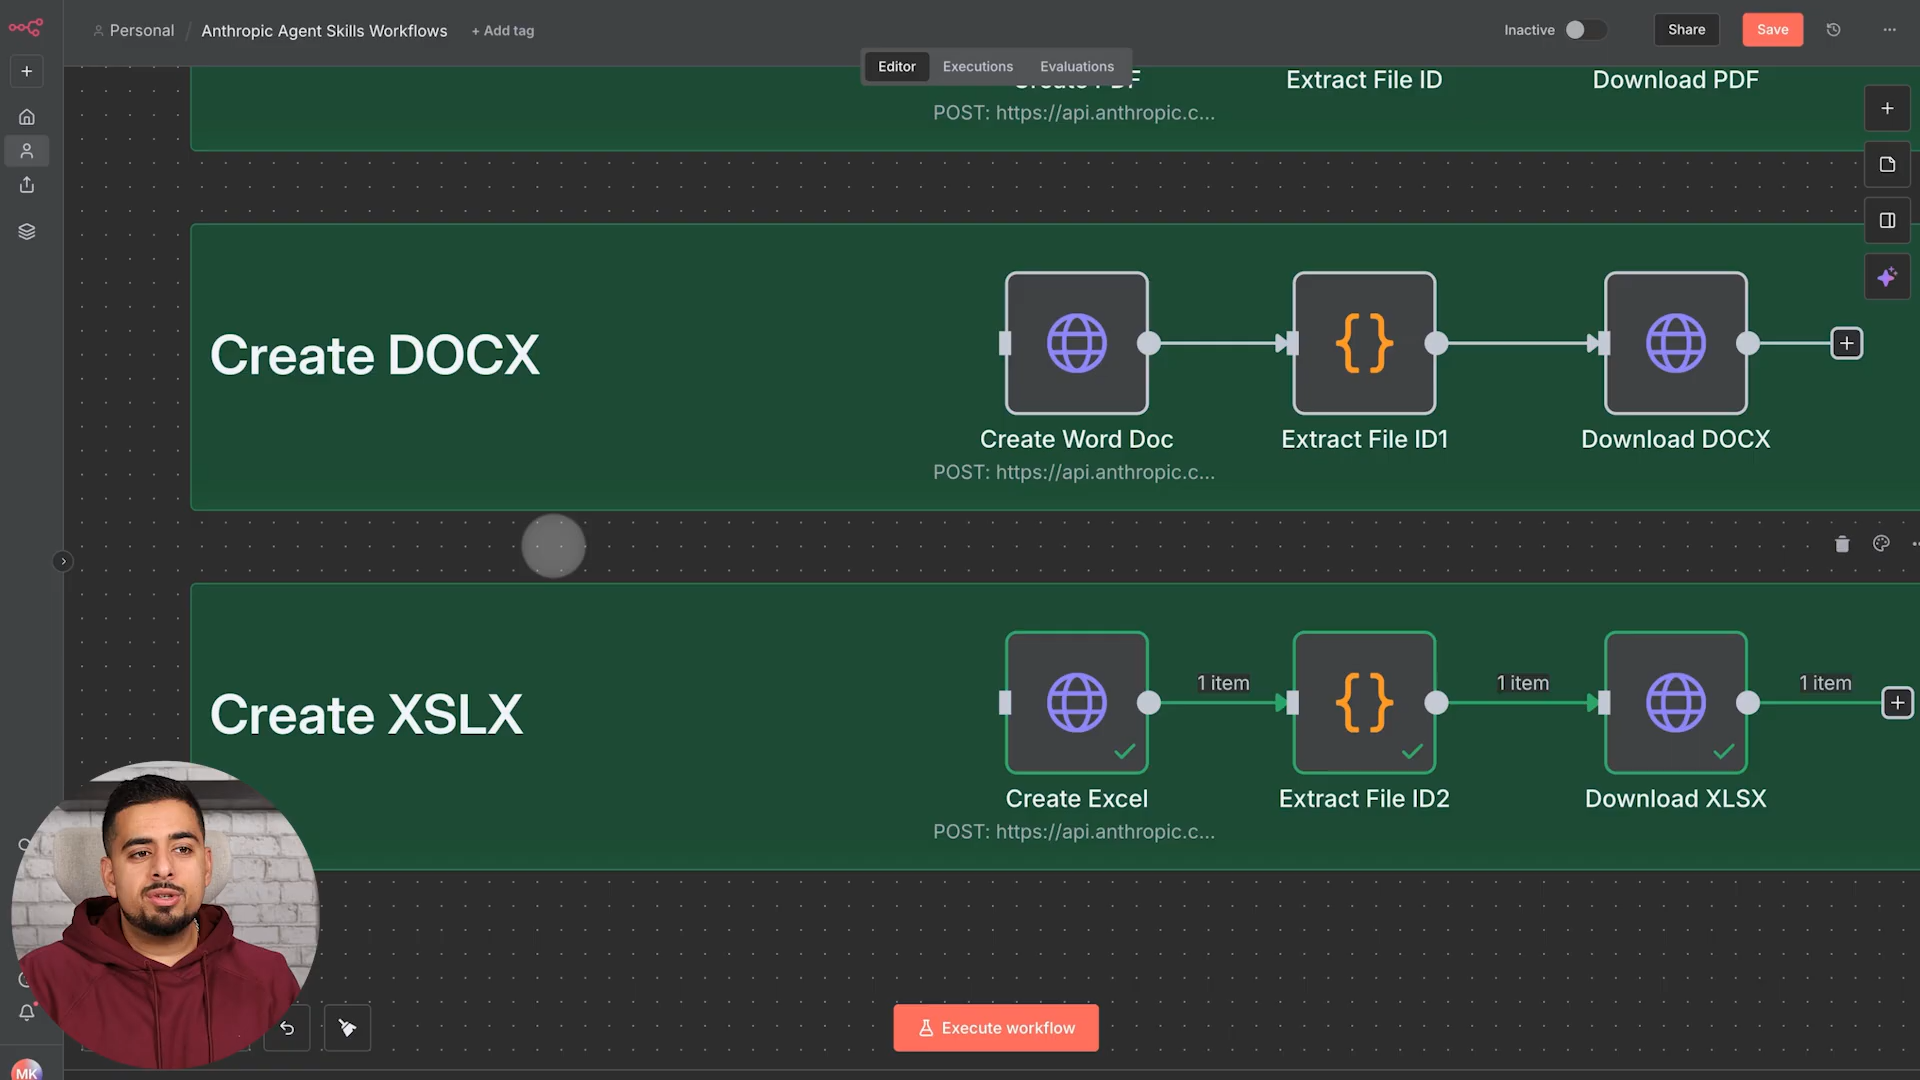 Personal / Anthropic Agent Skills Workflows + Add tag
Inactive
Share
Save
Editor Executions Evaluations
Create PDF
Extract File ID
Download PDF
POST: https://api.anthropic.c...
Create DOCX
Create Word Doc
Extract File ID1
Download DOCX
POST: https://api.anthropic.c...
Create XSLX
1 item
1 item
1 item
Create Excel
Extract File ID2
Download XLSX
POST: https://api.anthropic.c...
Execute workflow
MK